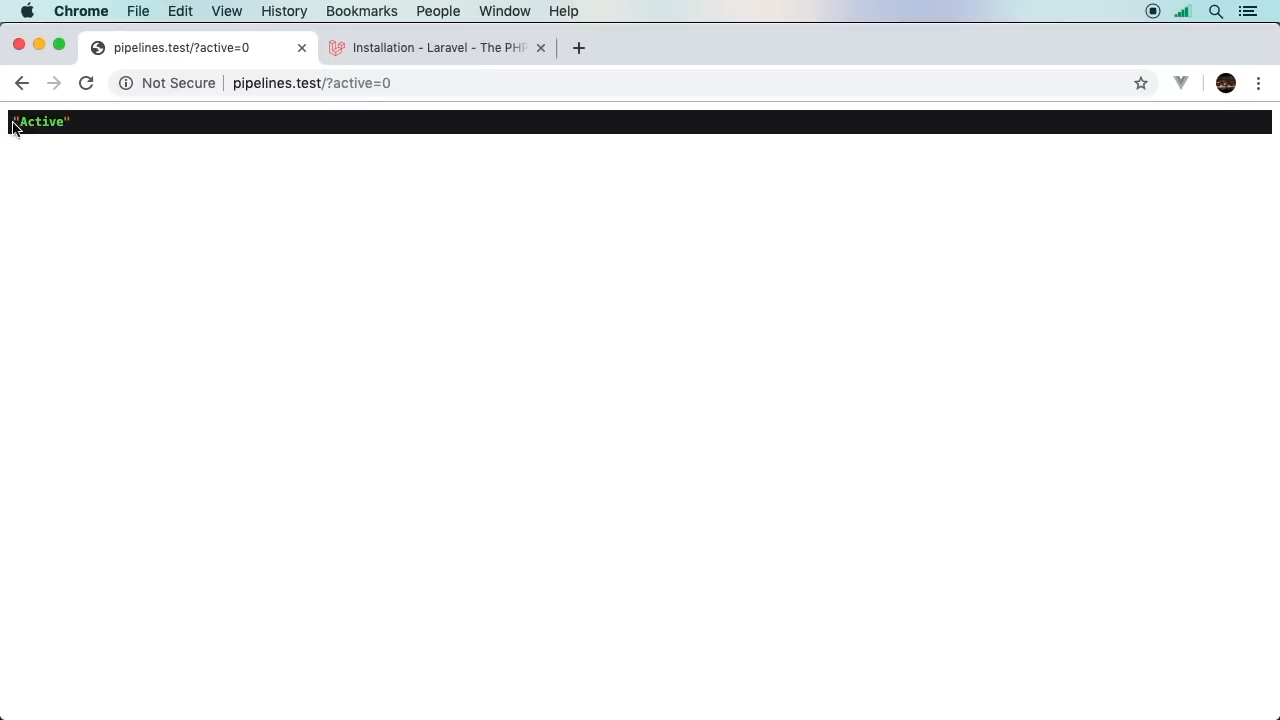 Chrome File Edit View History Bookmarks People Window Help
pipelines.test/?active=0 Installation - Laravel - The PHP
Not Secure pipelines.test/?active=0
"Active"